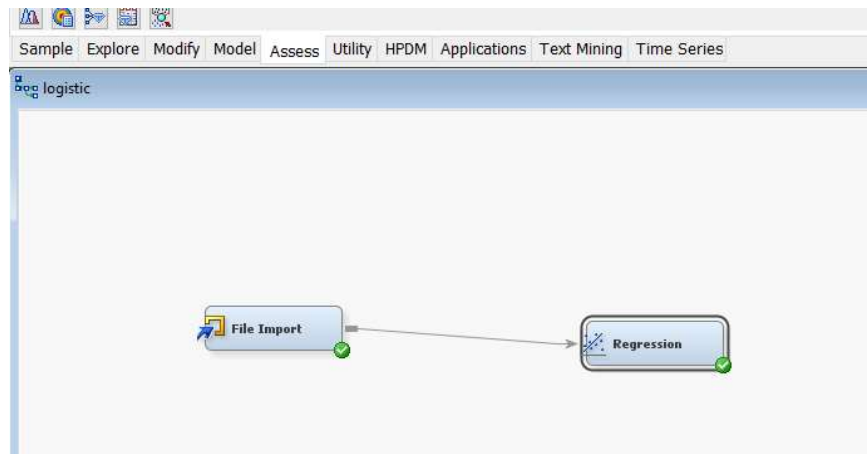 Sample Explore Modify Model Assess Utility HPDM Applications Text Mining Time Series
logistic
File Import
Regression